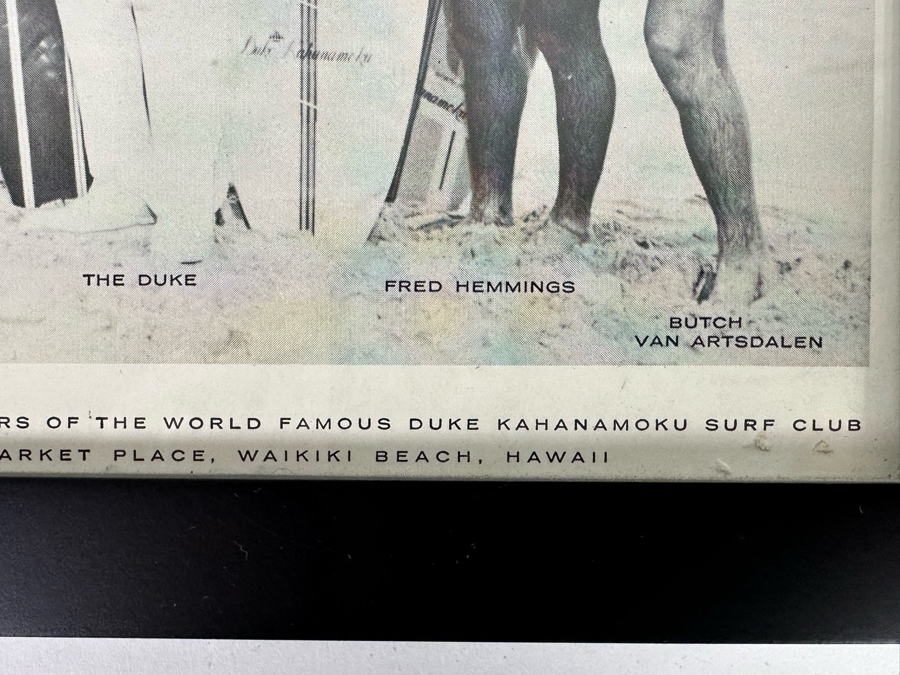 Duke Kahanamoku
namoku
THE DUKE
FRED HEMMINGS
BUTCH
VAN ARTSDALEN
RS OF THE WORLD FAMOUS DUKE KAHANAMOKU SURF CLUB
ARKET PLACE, WAIKIKI BEACH, HAWAII